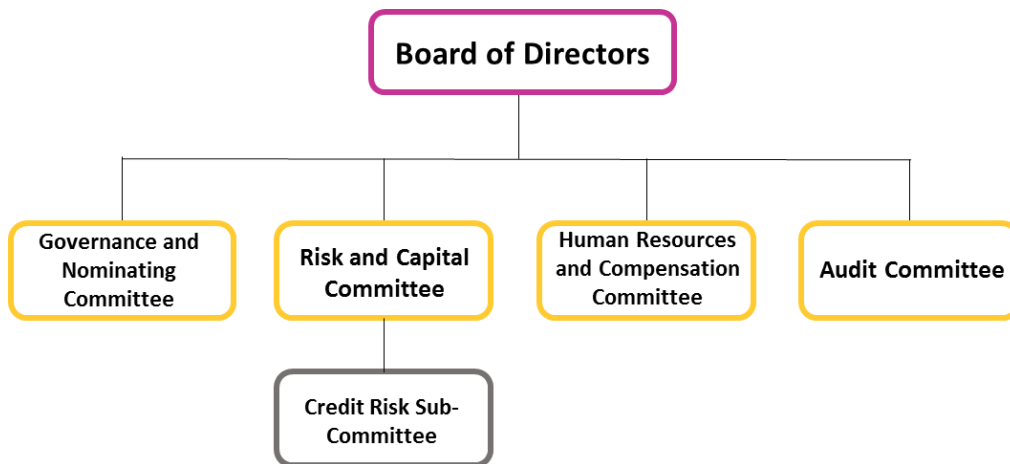 Board of Directors
Governance and
Nominating
Committee
Risk and Capital
Committee
Human Resources
and Compensation
Committee
Audit Committee
Credit Risk Sub-
Committee